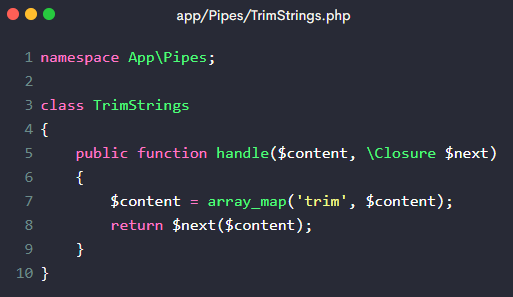 app/Pipes/TrimStrings.php
1 namespace App\Pipes;
2
3 class TrimStrings
4 {
5     public function handle($content, \Closure $next)
6     {
7         $content = array_map('trim', $content);
8         return $next($content);
9     }
10 }